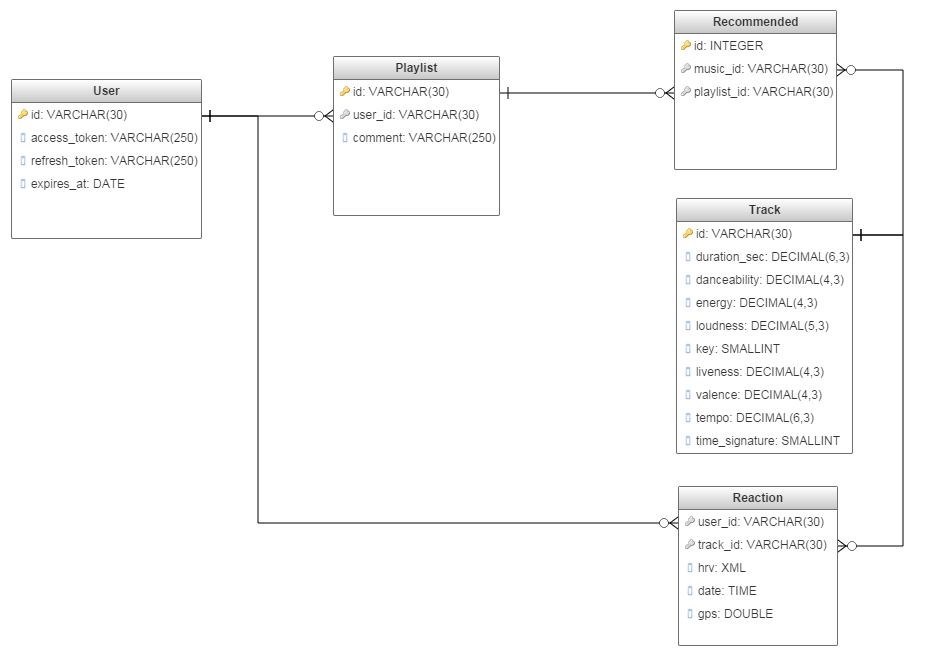 User
id: VARCHAR(30)
access_token: VARCHAR(250)
refresh_token: VARCHAR(250)
expires_at: DATE
Playlist
id: VARCHAR(30)
user_id: VARCHAR(30)
comment: VARCHAR(250)
Recommended
id: INTEGER
music_id: VARCHAR(30)
playlist_id: VARCHAR(30)
Track
id: VARCHAR(30)
duration_sec: DECIMAL(6,3)
danceability: DECIMAL(4,3)
energy: DECIMAL(4,3)
loudness: DECIMAL(5,3)
key: SMALLINT
liveness: DECIMAL(4,3)
valence: DECIMAL(4,3)
tempo: DECIMAL(6,3)
time_signature: SMALLINT
Reaction
user_id: VARCHAR(30)
track_id: VARCHAR(30)
hrv: XML
date: TIME
gps: DOUBLE